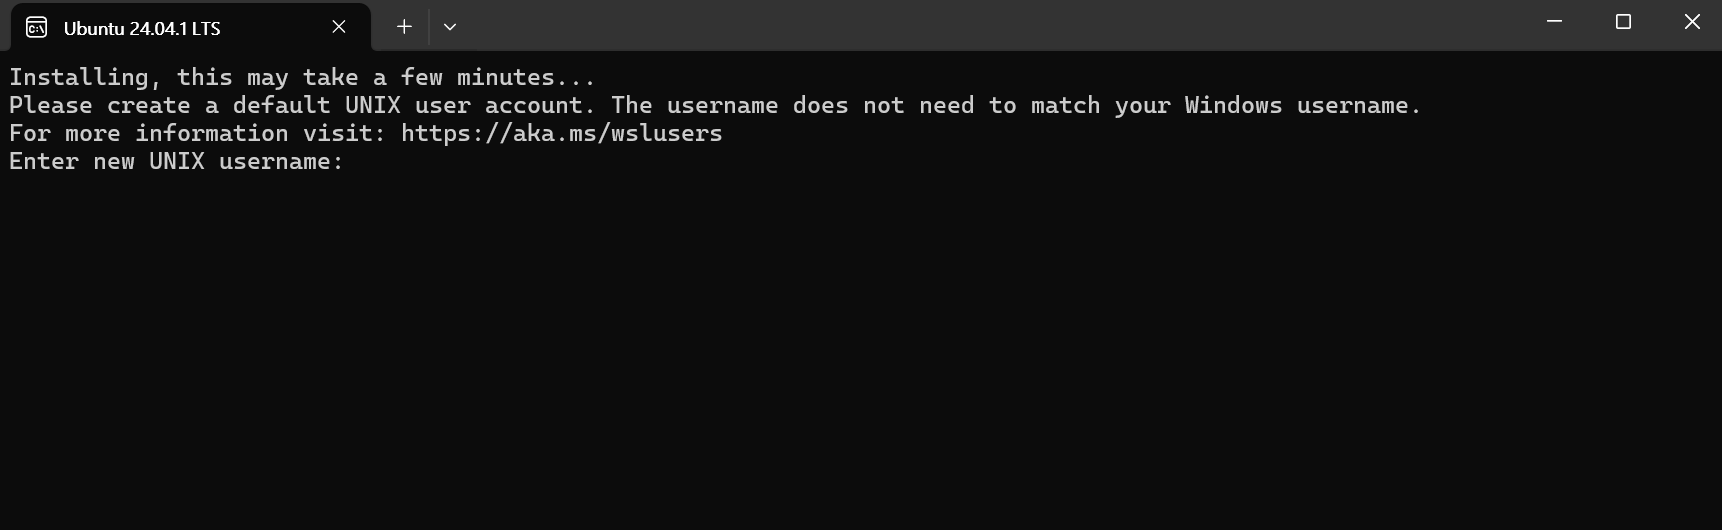 Ubuntu 24.04.1 LTS
Installing, this may take a few minutes...
Please create a default UNIX user account. The username does not need to match your Windows username.
For more information visit: https://aka.ms/wslusers
Enter new UNIX username: